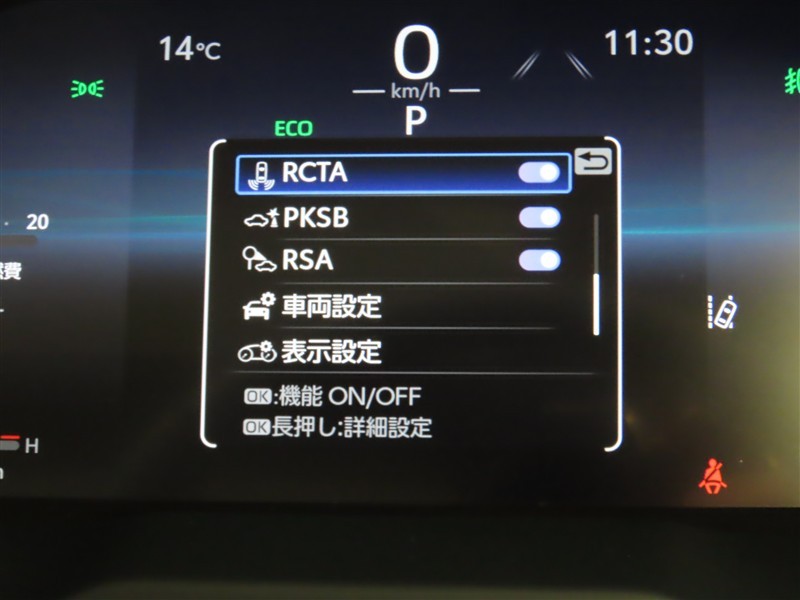 14℃
0
11:30
km/h
ECO
P
RCTA
PKSB
RSA
車両設定
表示設定
OK:機能 ON/OFF
OK長押し:詳細設定
20
費
H